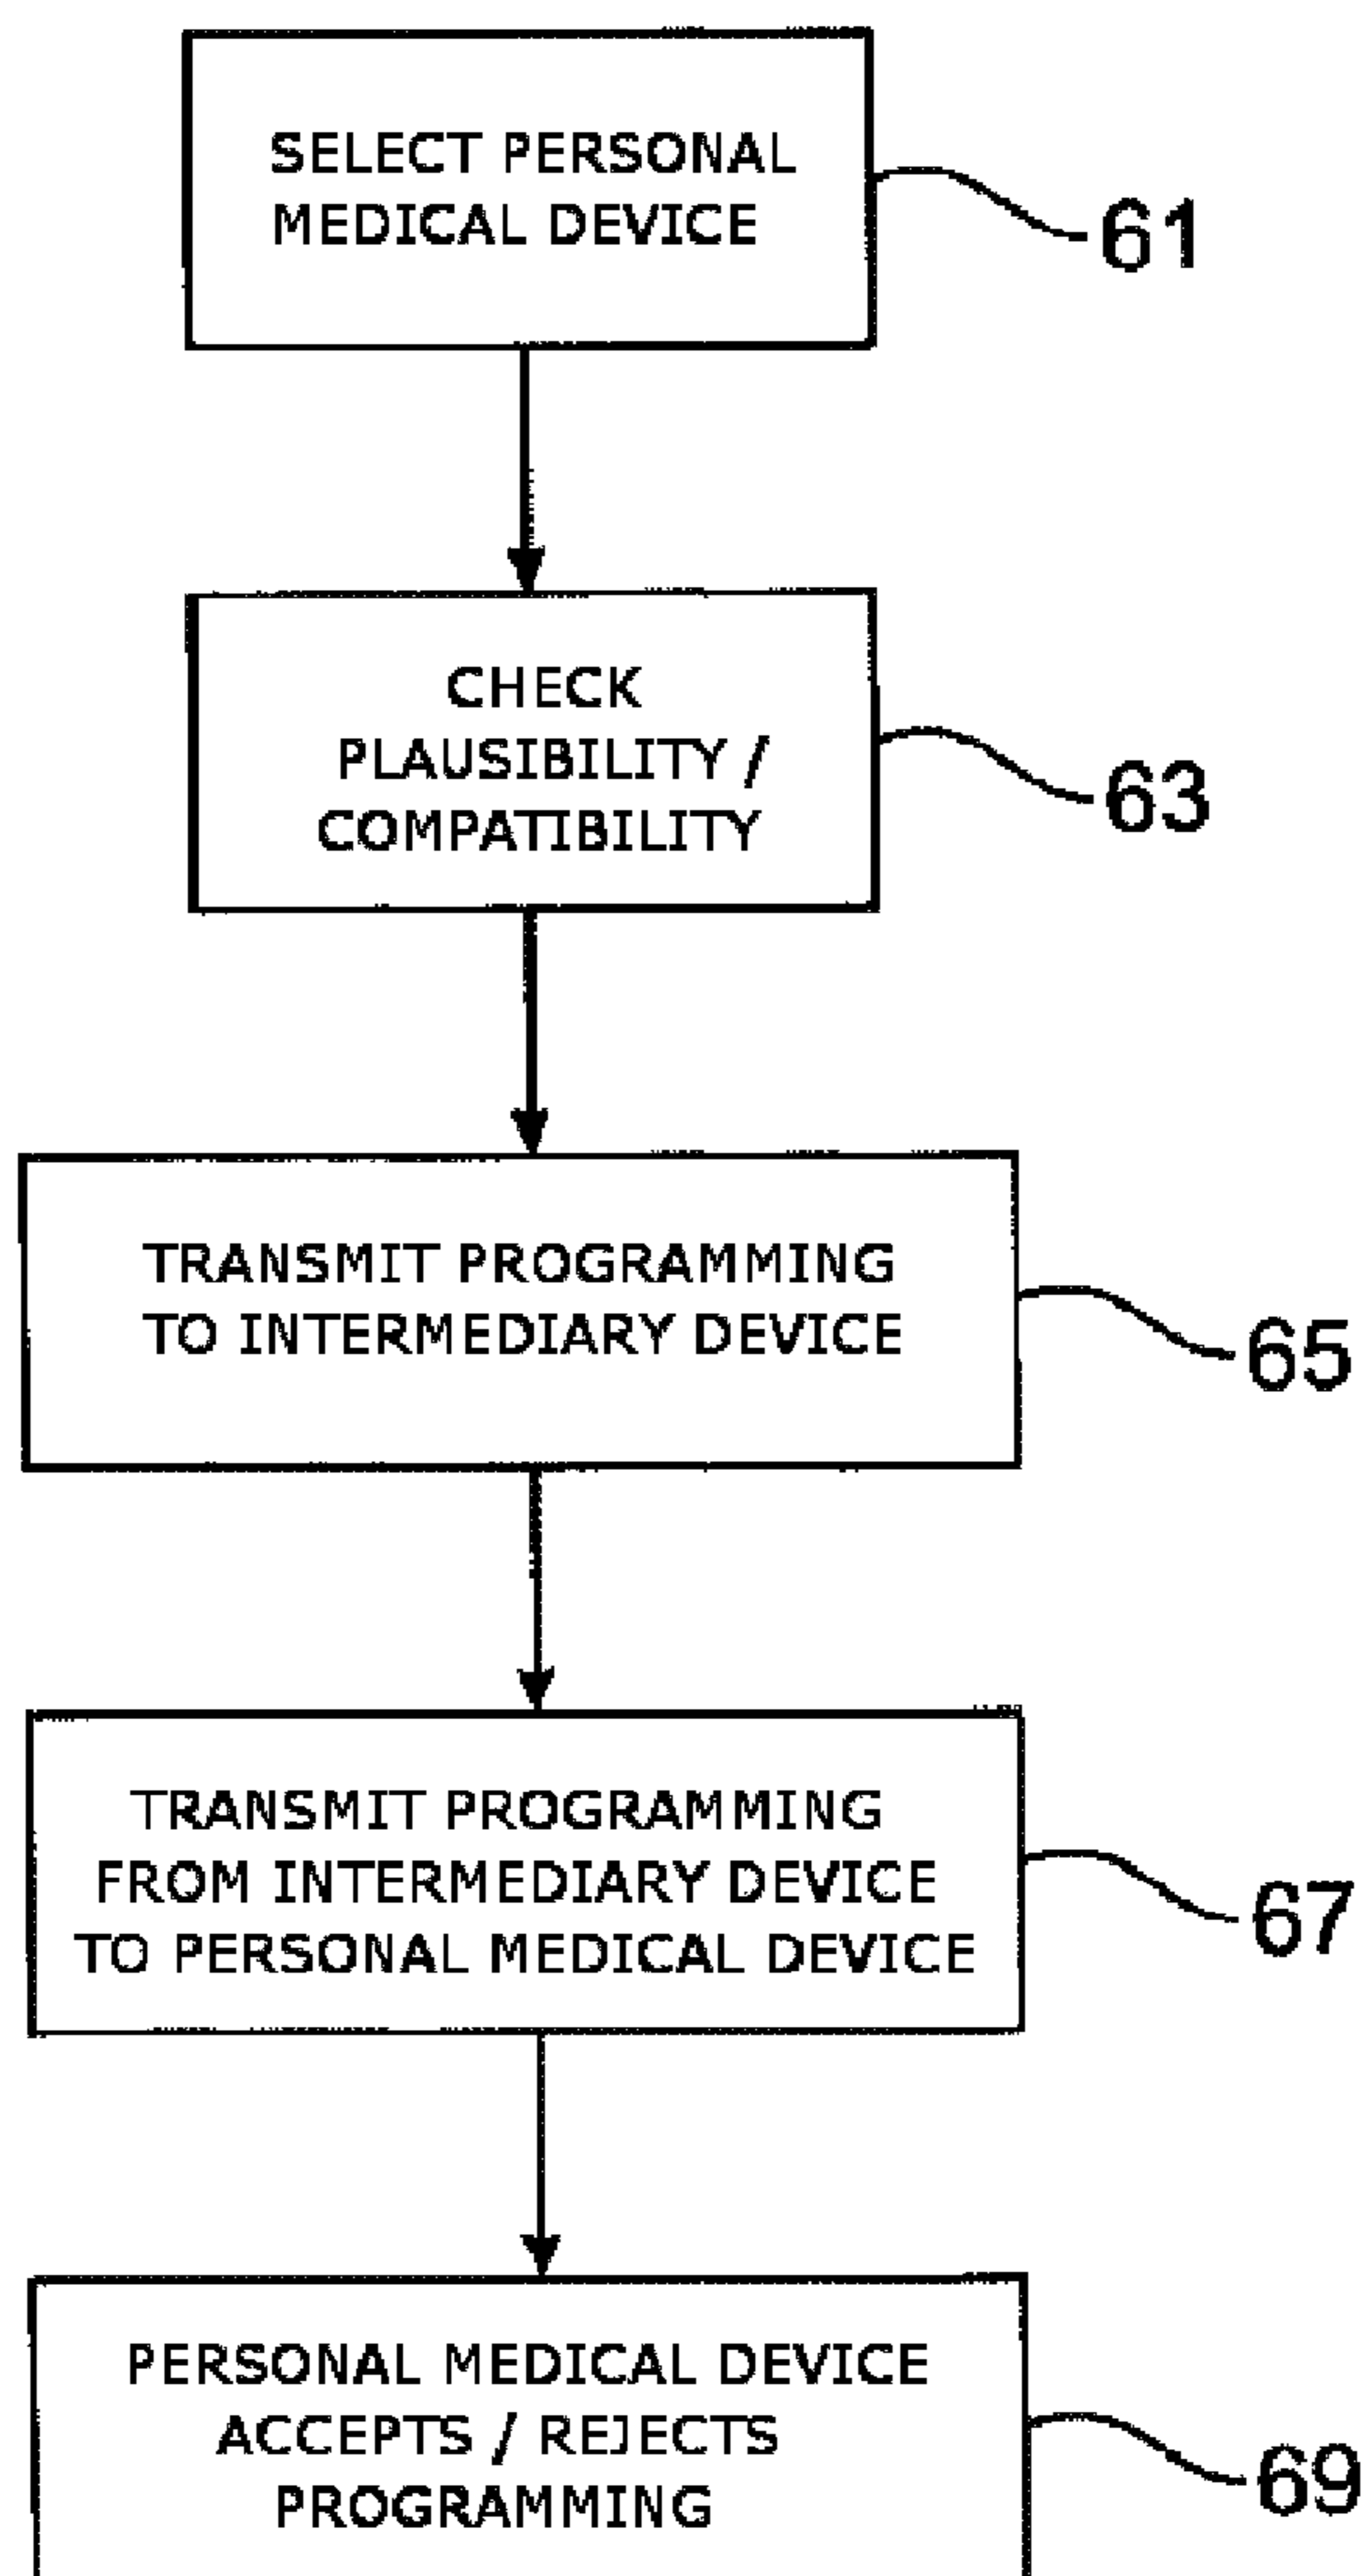 SELECT PERSONAL
MEDICAL DEVICE
61
CHECK
PLAUSIBILITY /
COMPATIBILITY
63
TRANSMIT PROGRAMMING
TO INTERMEDIARY DEVICE
65
TRANSMIT PROGRAMMING
FROM INTERMEDIARY DEVICE
TO PERSONAL MEDICAL DEVICE
67
PERSONAL MEDICAL DEVICE
ACCEPTS / REJECTS
PROGRAMMING
69